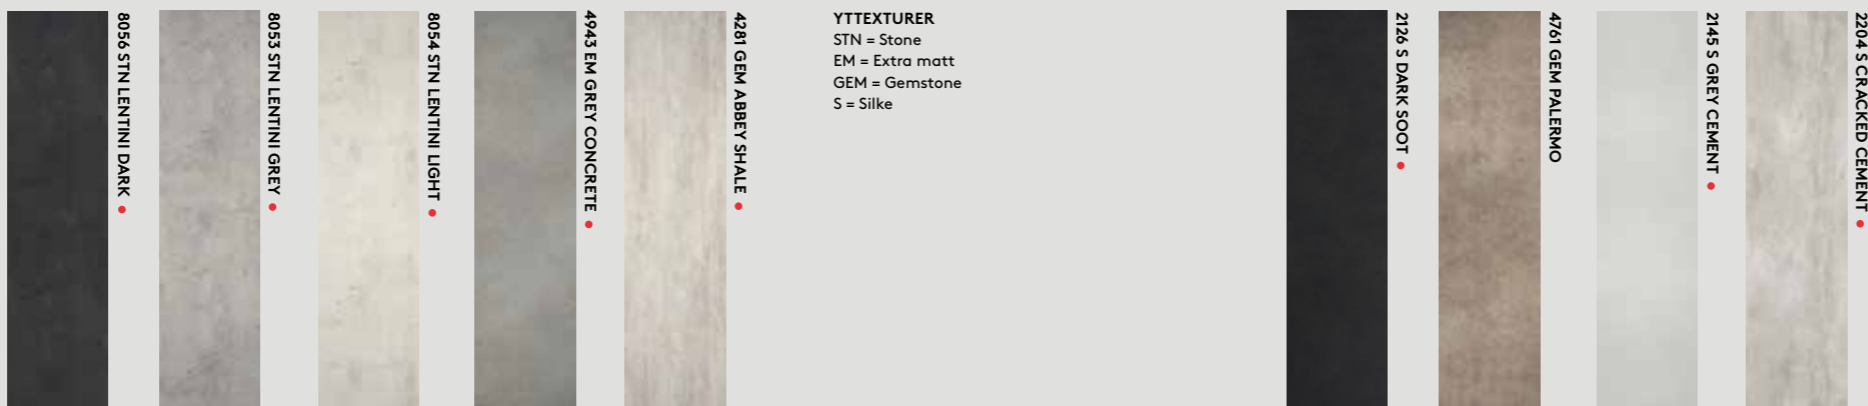 8056 STN LENTINI DARK
8053 STN LENTINI GREY
8054 STN LENTINI LIGHT
4943 EM GREY CONCRETE
4281 GEM ABBEY SHALE
YTTEXTURER
STN = Stone
EM = Extra matt
GEM = Gemstone
S = Silke
2126 S DARK SOOT
4761 GEM PALERMO
2145 S GREY CEMENT
2204 S CRACKED CEMENT